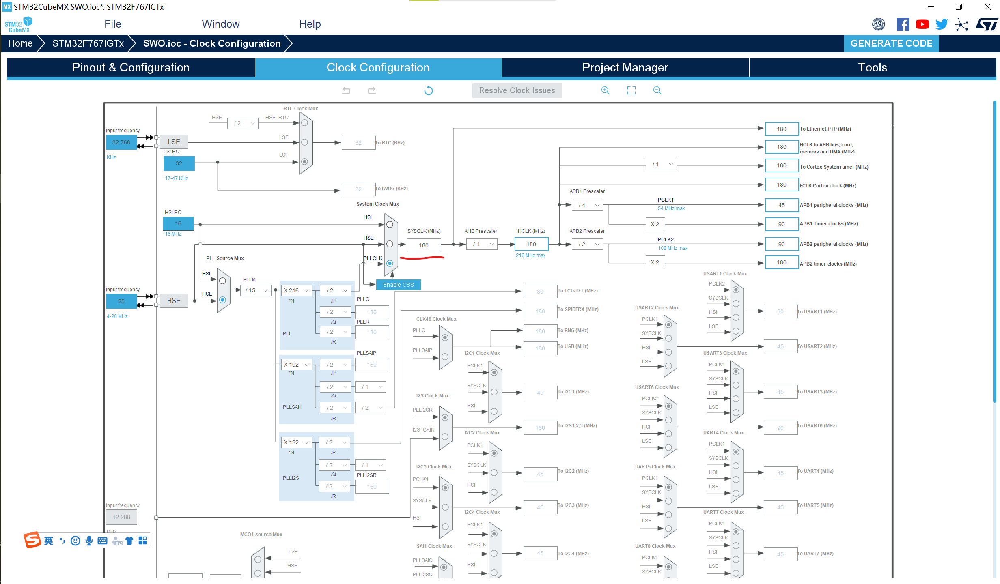 MX STM32CubeMX SWO.ioc*: STM32F767IGTx
STM32 CubeMX
File Window Help
10
Home STM32F767IGTx SWO.ioc - Clock Configuration GENERATE CODE
Pinout & Configuration Clock Configuration Project Manager Tools
Resolve Clock Issues
RTC Clock Mux
HSE / 2 HSE_RTC
Input frequency
32.768
KHz
LSE
LSE
32 To RTC (KHz)
LSI RC
32
17-47 KHz
LSI
32 To IWDG (KHz)
180 To Ethernet PTP (MHz)
180 HCLK to AHB bus, core,
memory and DMA (MHz)
/ 1 180 To Cortex System timer (MHz)
180 FCLK Cortex clock (MHz)
APB1 Prescaler
/ 4 PCLK1
54 MHz max
45 APB1 peripheral clocks (MHz)
X 2 90 APB1 Timer clocks (MHz)
System Clock Mux
HSI RC
16
16 MHz
HSI
HSE
PLLCLK
SYSCLK (MHz)
180
AHB Prescaler
/ 1
HCLK (MHz)
180
216 MHz max
APB2 Prescaler
/ 2 PCLK2
108 MHz max
90 APB2 peripheral clocks (MHz)
X 2 180 APB2 timer clocks (MHz)
Enable CSS
PLL Source Mux
HSI
HSE
Input frequency
25
4-26 MHz
HSE
PLLM
/ 15
X 216
*N
/ 2
/P
PLLQ
/ 2 180
/Q
PLLR
/ 2 180
/R
PLL
PLLSAIP
X 192 / 2 160
*N /P
/ 2 / 1
/Q
PLLSAI1
/ 2 / 2
/R
X 192 / 2
*N /P
/ 2 / 1
/Q
PLLI2SR
PLLI2S
/ 2 160
/R
80 To LCD-TFT (MHz)
160 To SPIDFRX (MHz)
CLK48 Clock Mux
PLLQ
PLLSAIP
180 To RNG (MHz)
180 To USB (MHz)
I2C1 Clock Mux
PCLK1
SYSCLK
HSI
45 To I2C1 (MHz)
I2S Clock Mux
PLLI2SR
I2S_CKIN
160 To I2S1,2,3 (MHz)
I2C2 Clock Mux
PCLK1
SYSCLK
HSI
45 To I2C2 (MHz)
I2C3 Clock Mux
PCLK1
SYSCLK
HSI
45 To I2C3 (MHz)
I2C4 Clock Mux
PCLK1
SYSCLK
HSI
45 To I2C4 (MHz)
SAI1 Clock Mux
PLLSAIQ
PLLI2SQ
USART1 Clock Mux
PCLK2
SYSCLK
HSI
LSE
90 To USART1 (MHz)
USART2 Clock Mux
PCLK1
SYSCLK
HSI
LSE
45 To USART2 (MHz)
USART3 Clock Mux
PCLK1
SYSCLK
HSI
LSE
45 To USART3 (MHz)
USART6 Clock Mux
PCLK2
SYSCLK
HSI
LSE
90 To USART6 (MHz)
UART4 Clock Mux
PCLK1
SYSCLK
HSI
LSE
45 To UART4 (MHz)
UART5 Clock Mux
PCLK1
SYSCLK
HSI
LSE
45 To UART5 (MHz)
UART7 Clock Mux
PCLK1
SYSCLK
HSI
LSE
45 To UART7 (MHz)
UART8 Clock Mux
PCLK1
SYSCLK
Input frequency
12.288
MHz
MCO1 source Mux
LSE
HSE
S 英